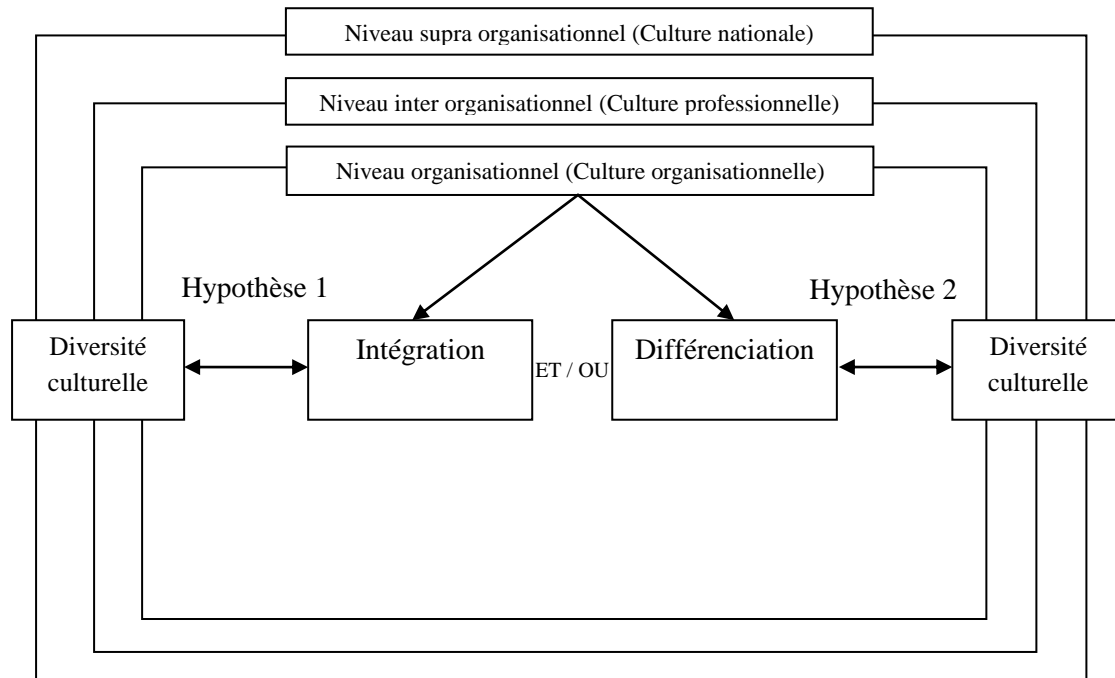 Niveau supra organisationnel (Culture nationale)
Niveau inter organisationnel (Culture professionnelle)
Niveau organisationnel (Culture organisationnelle)
Hypothèse 1
Hypothèse 2
Diversité
culturelle
Intégration
ET / OU
Différenciation
Diversité
culturelle